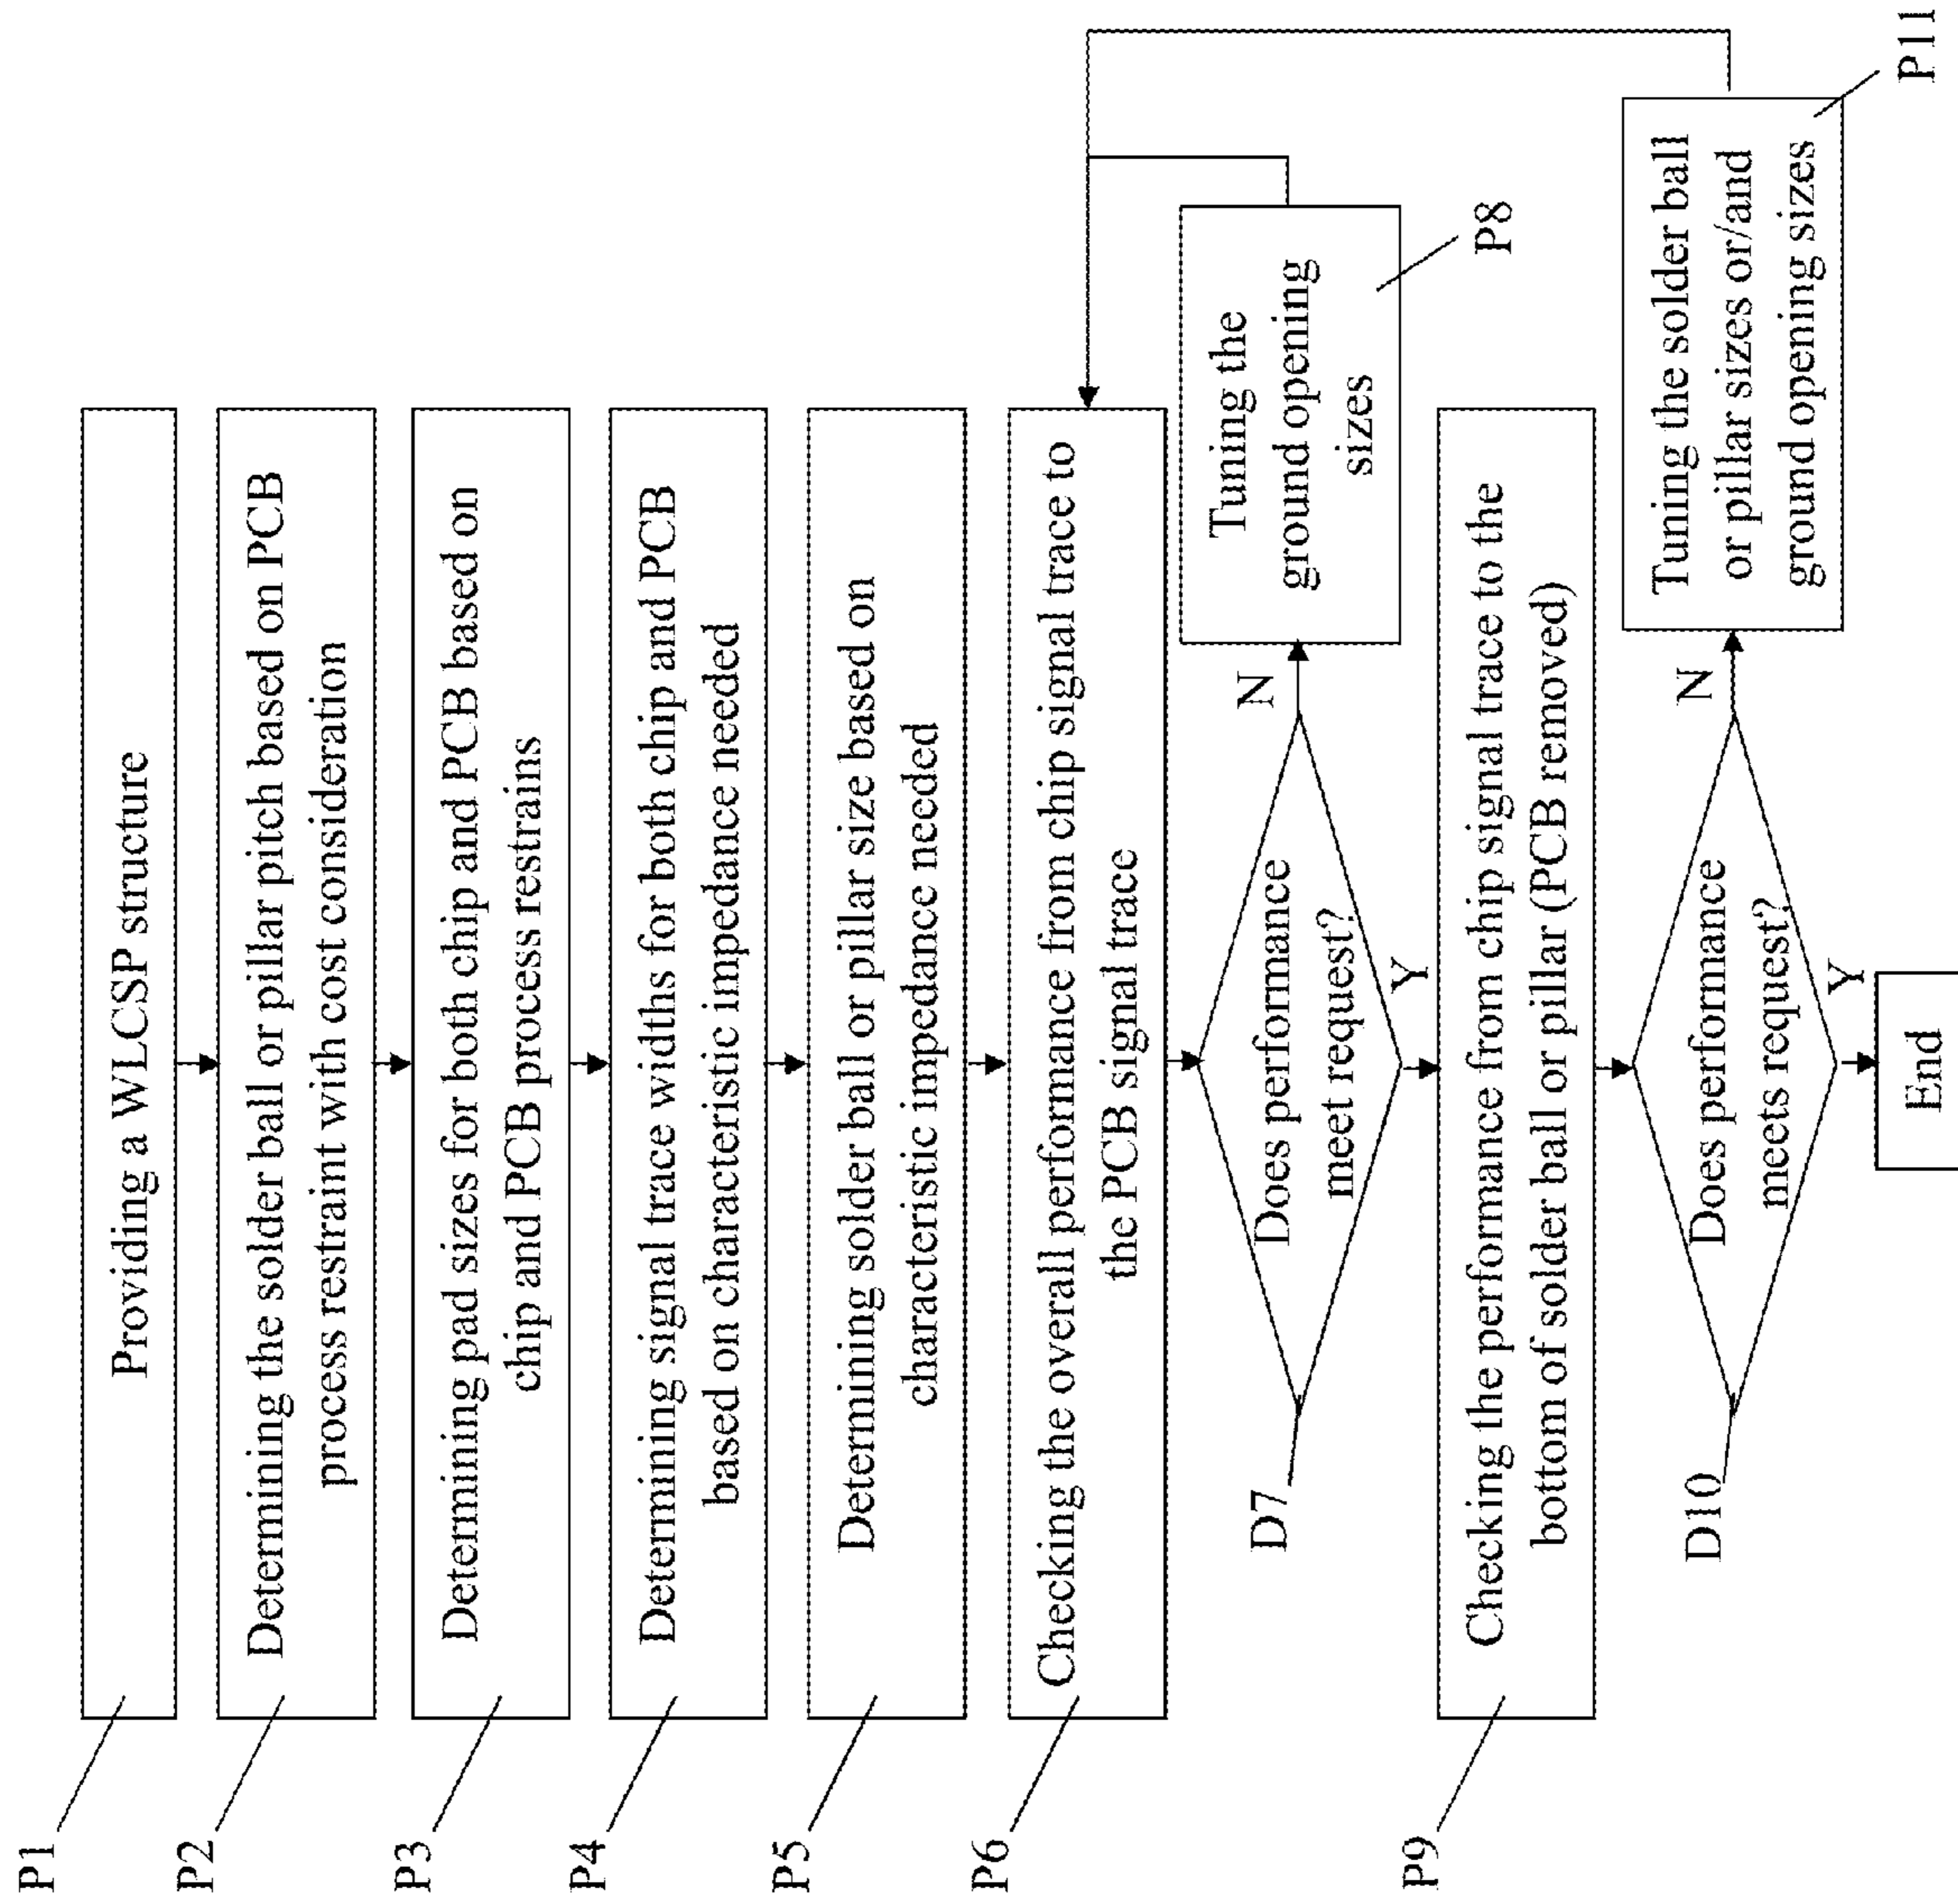 P1
Providing a WLCSP structure
P2
Determining the solder ball or pillar pitch based on PCB
process restraint with cost consideration
P3
Determining pad sizes for both chip and PCB based on
chip and PCB process restrains
P4
Determining signal trace widths for both chip and PCB
based on characteristic impedance needed
P5
Determining solder ball or pillar size based on
characteristic impedance needed
P6
Checking the overall performance from chip signal trace to
the PCB signal trace
D7
Does performance
meet request?
N
Y
Tuning the
ground opening
sizes
P8
P9
Checking the performance from chip signal trace to the
bottom of solder ball or pillar (PCB removed)
D10
Does performance
meets request?
N
Y
Tuning the solder ball
or pillar sizes or/and
ground opening sizes
P11
End